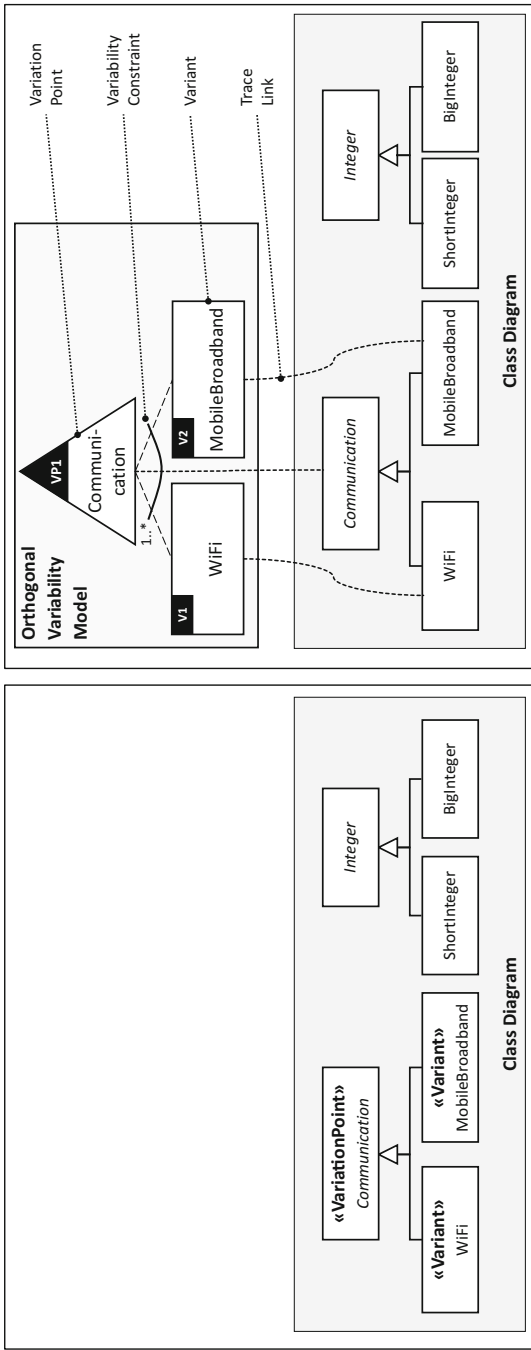 «VariationPoint»
Communication
«Variant»
WiFi
«Variant»
MobileBroadband
Integer
ShortInteger
BigInteger
Class Diagram
Orthogonal
Variability
Model
VP1
Communi-
cation
1..*
V1
WiFi
V2
MobileBroadband
Variation
Point
Variability
Constraint
Variant
Trace
Link
Communication
WiFi
MobileBroadband
Integer
ShortInteger
BigInteger
Class Diagram